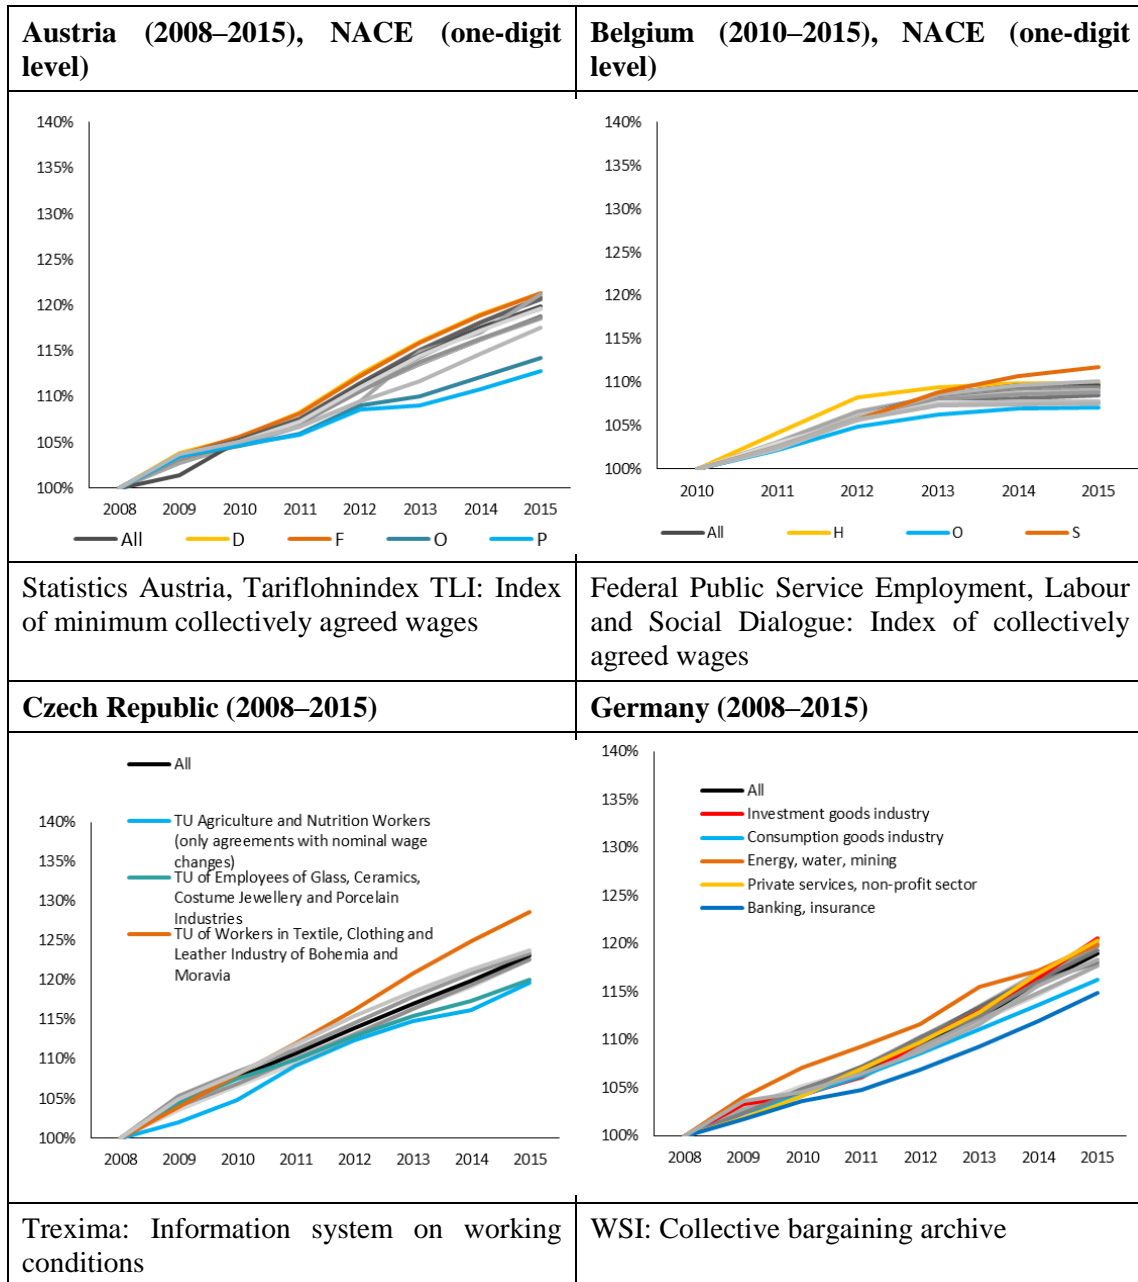 Austria (2008–2015), NACE (one-digit
level)
Belgium (2010–2015), NACE (one-digit
level)
140%
135%
130%
125%
120%
115%
110%
105%
100%
2008 2009 2010 2011 2012 2013 2014 2015
All D F O P
140%
135%
130%
125%
120%
115%
110%
105%
100%
2010 2011 2012 2013 2014 2015
All H O S
Statistics Austria, Tariflohnindex TLI: Index
of minimum collectively agreed wages
Federal Public Service Employment, Labour
and Social Dialogue: Index of collectively
agreed wages
Czech Republic (2008–2015)
Germany (2008–2015)
All
TU Agriculture and Nutrition Workers
(only agreements with nominal wage
changes)
TU of Employees of Glass, Ceramics,
Costume Jewellery and Porcelain
Industries
TU of Workers in Textile, Clothing and
Leather Industry of Bohemia and
Moravia
140%
135%
130%
125%
120%
115%
110%
105%
100%
2008 2009 2010 2011 2012 2013 2014 2015
All
Investment goods industry
Consumption goods industry
Energy, water, mining
Private services, non-profit sector
Banking, insurance
140%
135%
130%
125%
120%
115%
110%
105%
100%
2008 2009 2010 2011 2012 2013 2014 2015
Trexima: Information system on working
conditions
WSI: Collective bargaining archive